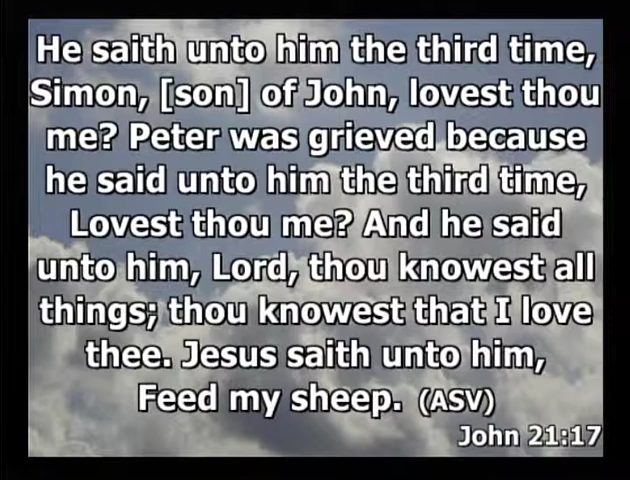 He saith unto him the third time,
Simon, [son] of John, lovest thou
me? Peter was grieved because
he said unto him the third time,
Lovest thou me? And he said
unto him, Lord, thou knowest all
things; thou knowest that I love
thee. Jesus saith unto him,
Feed my sheep. (ASV)
John 21:17